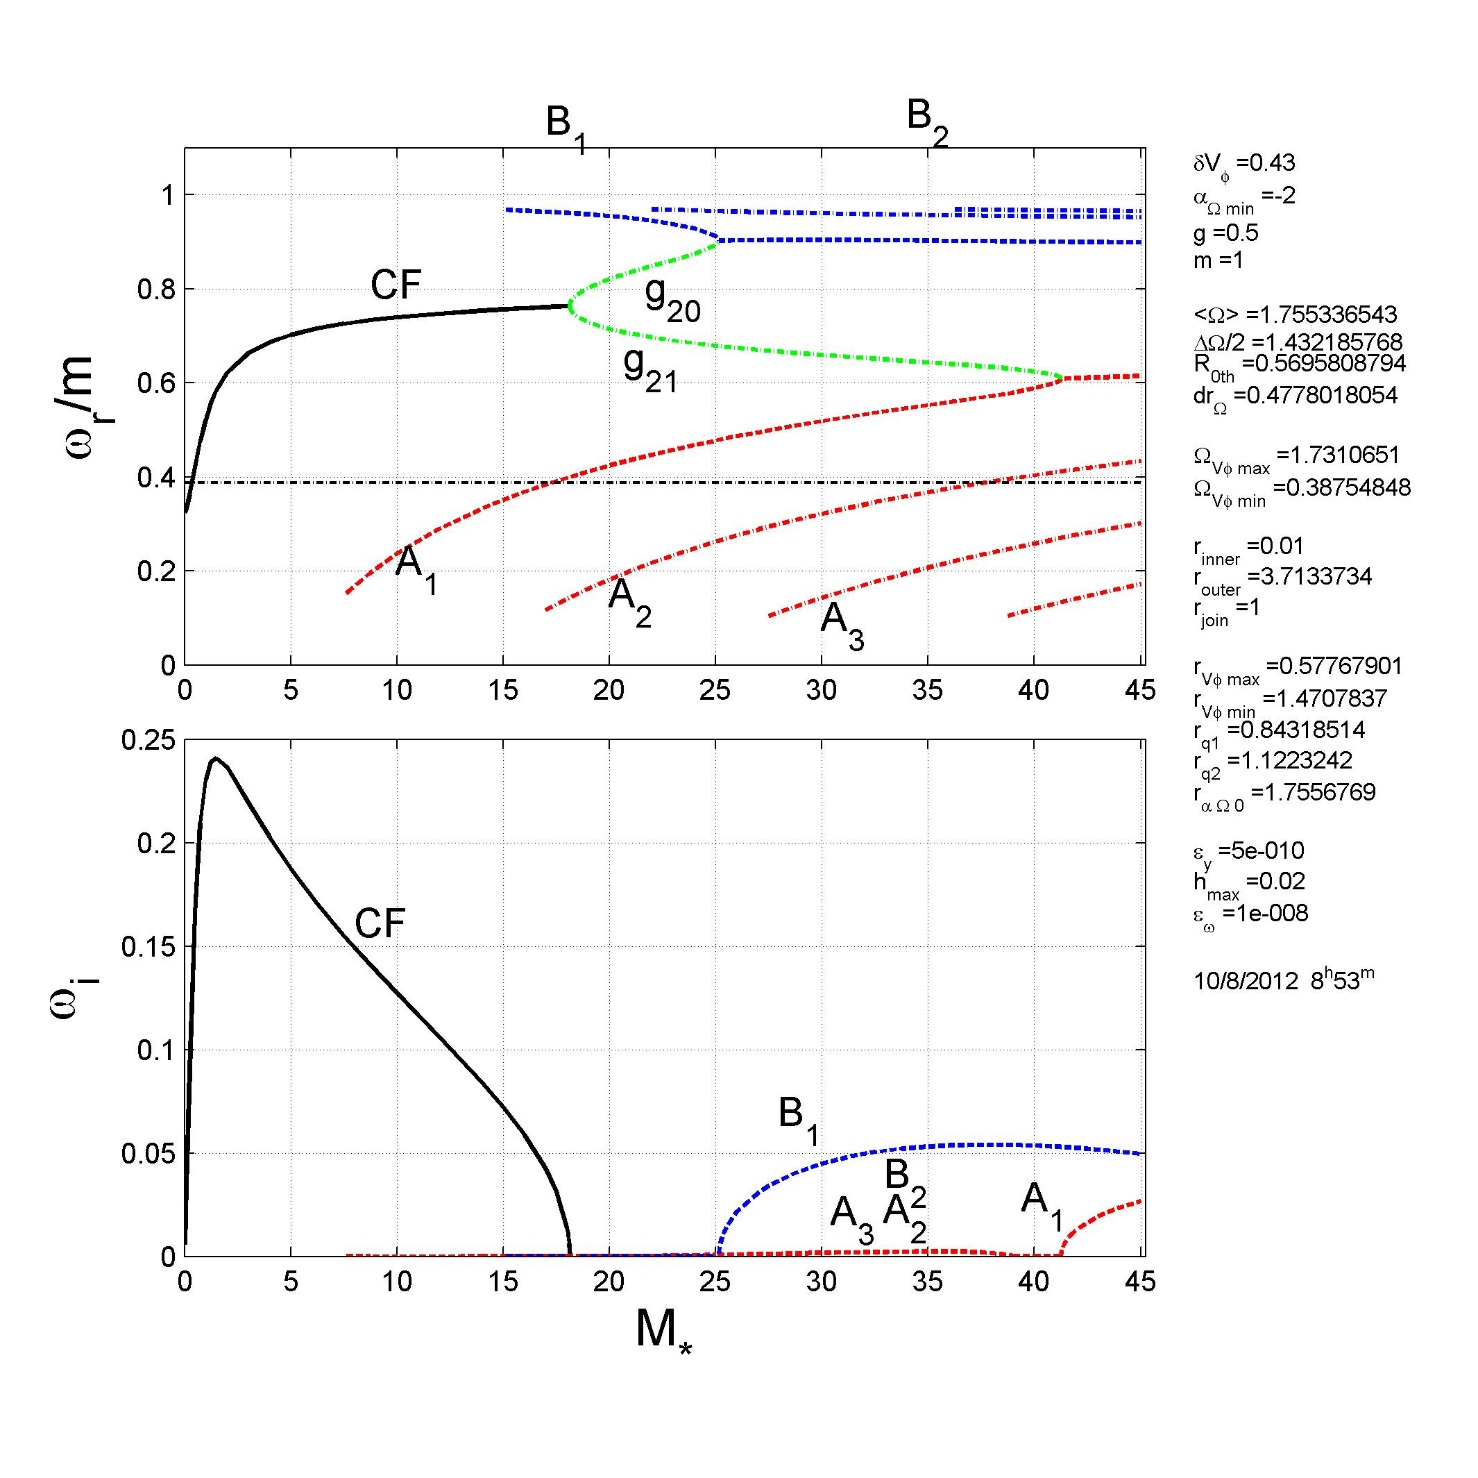 B1 B2
1
0.8
0.6
0.4
0.2
0
ωr/m
CF
g20
g21
A1
A2
A3
0 5 10 15 20 25 30 35 40 45
0.25
0.2
0.15
0.1
0.05
0
ωi
CF
B1
B2
A3 A2
A1
0 5 10 15 20 25 30 35 40 45
M*
δVϕ =0.43
αΩ min =-2
g =0.5
m =1
<Ω> =1.755336543
ΔΩ/2 =1.432185768
R0th =0.5695808794
drΩ =0.4778018054
ΩVϕ max =1.7310651
ΩVϕ min =0.38754848
rinner =0.01
router =3.7133734
rjoin =1
rVϕ max =0.57767901
rVϕ min =1.4707837
rq1 =0.84318514
rq2 =1.1223242
rα Ω 0 =1.7556769
εy =5e-010
hmax =0.02
εω =1e-008
10/8/2012 8h53m